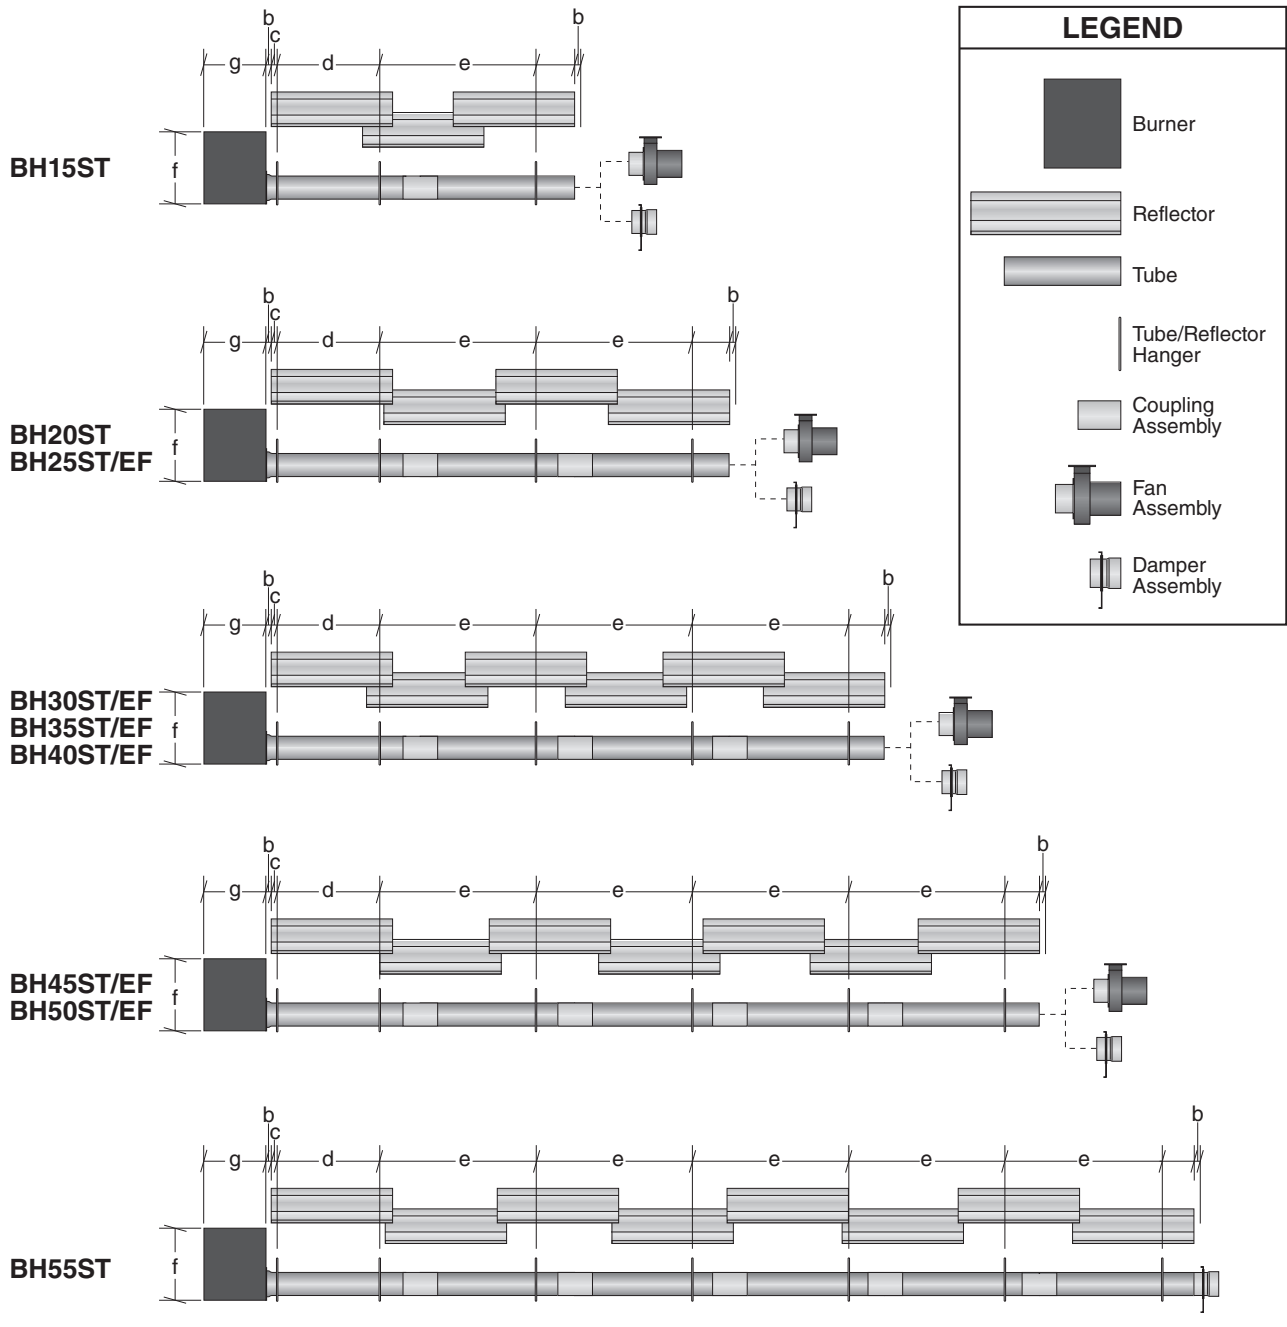 LEGEND
Burner
Reflector
Tube
Tube/Reflector
Hanger
Coupling
Assembly
Fan
Assembly
Damper
Assembly
b
b
c
g
d
e
f
BH15ST
b
b
c
g
d
e
e
f
BH20ST
BH25ST/EF
b
b
c
g
d
e
e
e
f
BH30ST/EF
BH35ST/EF
BH40ST/EF
b
b
c
g
d
e
e
e
e
f
BH45ST/EF
BH50ST/EF
b
b
c
g
d
e
e
e
e
e
f
BH55ST